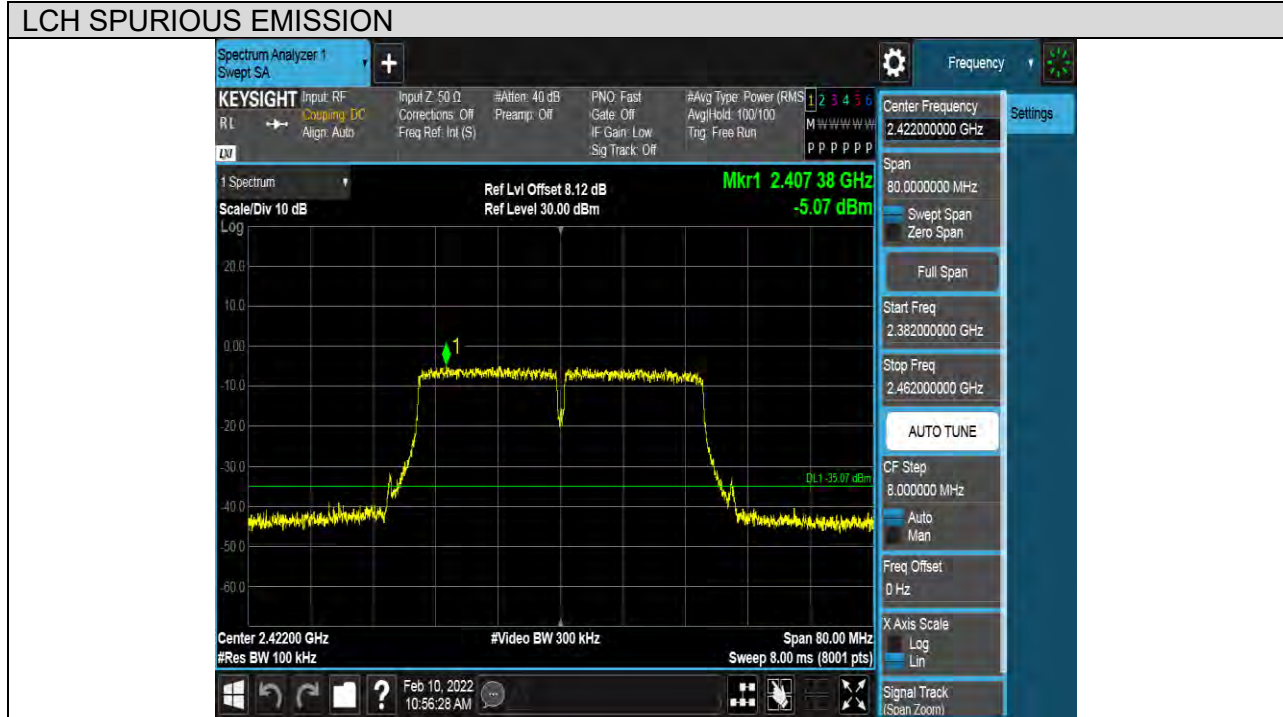 LCH SPURIOUS EMISSION
Spectrum Analyzer 1
Swept SA
+
Frequency
KEYSIGHT
RL
LXI
Input: RF
Coupling: DC
Align: Auto
Input Z: 50 Ω
Corrections: Off
Freq Ref: Int (S)
#Atten: 40 dB
Preamp: Off
PNO: Fast
Gate: Off
IF Gain: Low
Sig Track: Off
#Avg Type: Power (RMS
Avg|Hold: 100/100
Trig: Free Run
1 2 3 4 5 6
M W W W W W
P P P P P P
Center Frequency
2.422000000 GHz
Settings
1 Spectrum
Scale/Div 10 dB
Log
Ref Lvl Offset 8.12 dB
Ref Level 30.00 dBm
Mkr1 2.407 38 GHz
-5.07 dBm
20.0
10.0
0.00
-10.0
-20.0
-30.0
-40.0
-50.0
-60.0
1
DL1 -35.07 dBm
Center 2.42200 GHz
#Res BW 100 kHz
#Video BW 300 kHz
Span 80.00 MHz
Sweep 8.00 ms (8001 pts)
Span
80.0000000 MHz
Swept Span
Zero Span
Full Span
Start Freq
2.382000000 GHz
Stop Freq
2.462000000 GHz
AUTO TUNE
CF Step
8.000000 MHz
Auto
Man
Freq Offset
0 Hz
X Axis Scale
Log
Lin
Signal Track
(Span Zoom)
?
Feb 10, 2022
10:56:28 AM